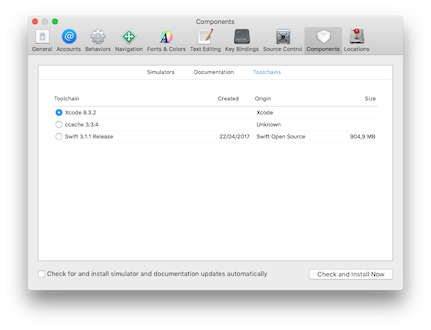 Components
General Accounts Behaviors Navigation Fonts & Colors Text Editing Key Bindings Source Control Components Locations
Simulators Documentation Toolchains
Toolchain Created Origin Size
Xcode 8.3.2 Xcode
ccache 3.3.4 Unknown
Swift 3.1.1 Release 22/04/2017 Swift Open Source 904,9 MB
Check for and install simulator and documentation updates automatically Check and Install Now